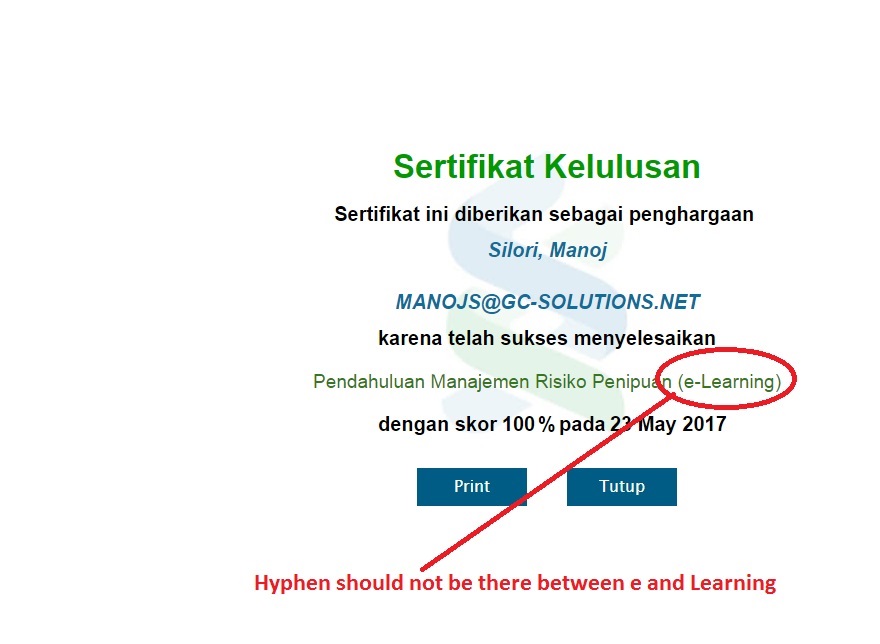 Sertifikat Kelulusan
Sertifikat ini diberikan sebagai penghargaan
Silori, Manoj
MANOJS@GC-SOLUTIONS.NET
karena telah sukses menyelesaikan
Pendahuluan Manajemen Risiko Penipuan (e-Learning)
dengan skor 100 % pada 23 May 2017
Print Tutup
Hyphen should not be there between e and Learning